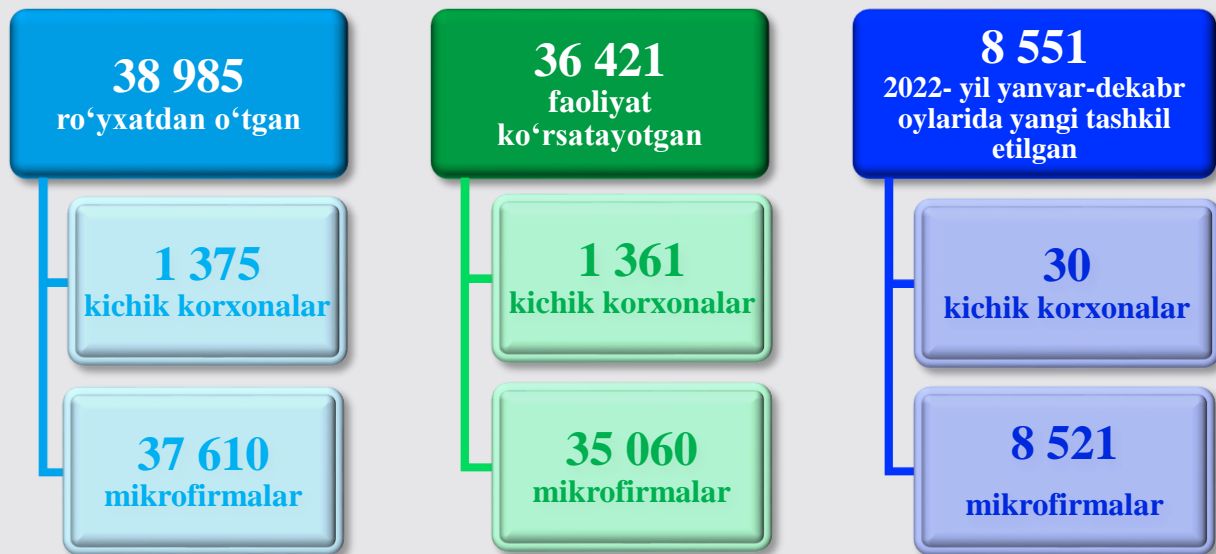 38 985
ro‘yxatdan o‘tgan
1 375
kichik korxonalar
37 610
mikrofirmalar
36 421
faoliyat
ko‘rsatayotgan
1 361
kichik korxonalar
35 060
mikrofirmalar
8 551
2022- yil yanvar-dekabr
oylarida yangi tashkil
etilgan
30
kichik korxonalar
8 521
mikrofirmalar